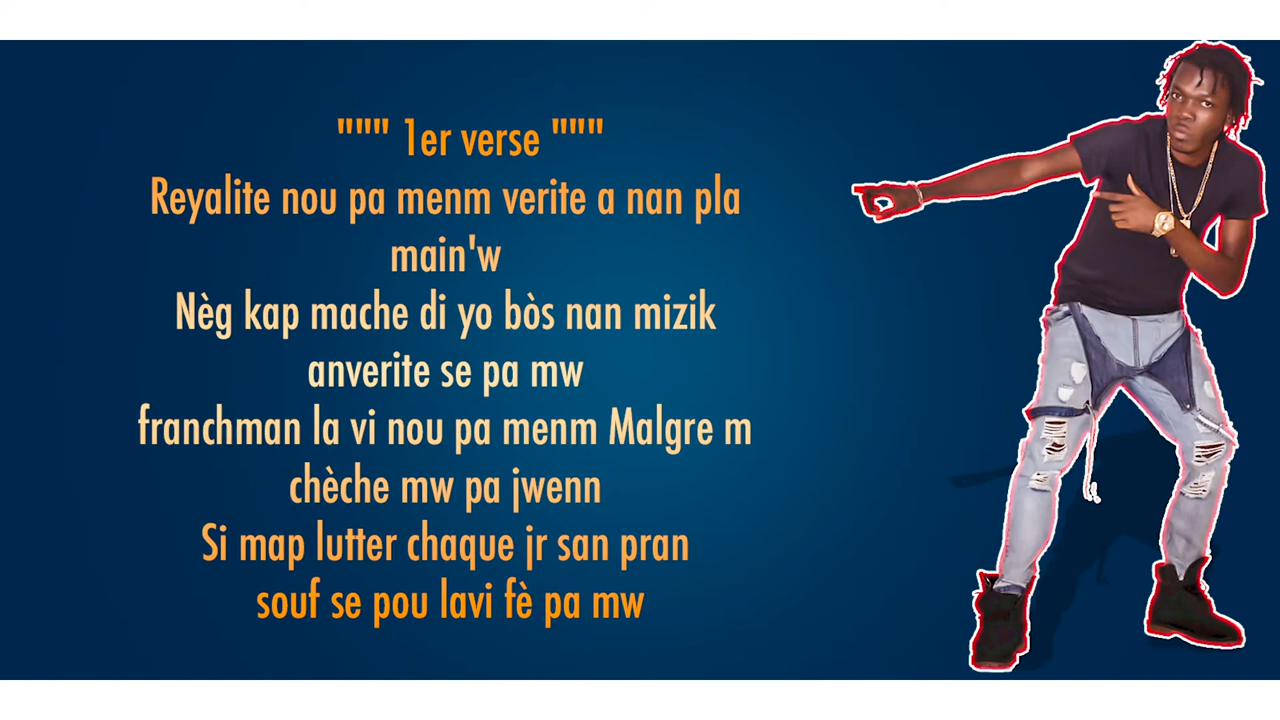 """ 1er verse """
Reyalite nou pa menm verite a nan pla
main'w
Nèg kap mache di yo bòs nan mizik
anverite se pa mw
franchman la vi nou pa menm Malgre m
chèche mw pa jwenn
Si map lutter chaque jr san pran
souf se pou lavi fè pa mw